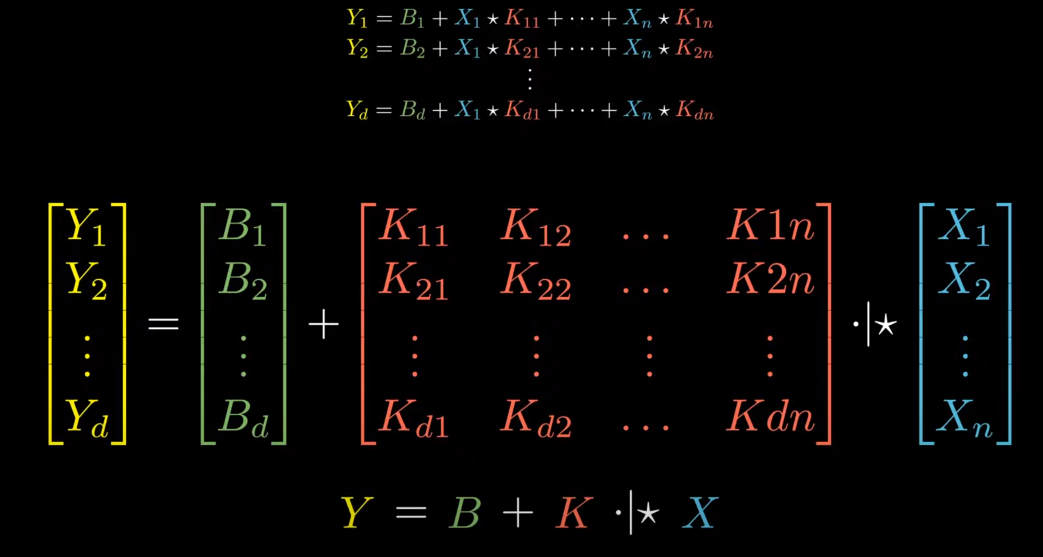 Y₁ = B₁ + X₁ ⋆ K₁₁ + ··· + Xₙ ⋆ K₁ₙ
Y₂ = B₂ + X₁ ⋆ K₂₁ + ··· + Xₙ ⋆ K₂ₙ
⋮
Y_d = B_d + X₁ ⋆ K_d₁ + ··· + Xₙ ⋆ K_dₙ
[Y₁] [B₁] [K₁₁ K₁₂ … K1n] [X₁]
[Y₂] [B₂] [K₂₁ K₂₂ … K2n] [X₂]
[⋮] = [⋮] + [⋮ ⋮ ⋮ ⋮] ·|⋆ [⋮]
[Y_d] [B_d] [K_d₁ K_d₂ … Kdn] [Xₙ]
Y = B + K ·|⋆ X